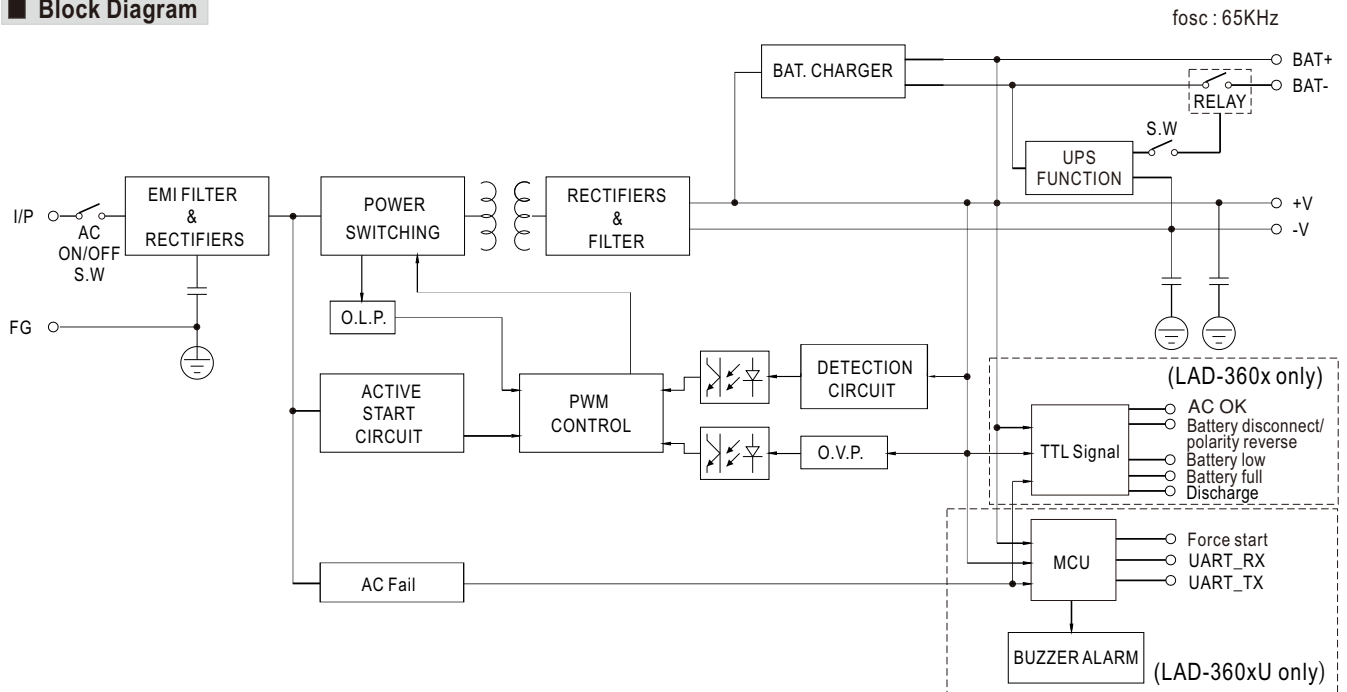 Block Diagram
fosc : 65KHz
BAT. CHARGER
BAT+
BAT-
RELAY
S.W
UPS
FUNCTION
I/P
AC
ON/OFF
S.W
EMI FILTER
&
RECTIFIERS
POWER
SWITCHING
RECTIFIERS
&
FILTER
+V
-V
FG
O.L.P.
ACTIVE
START
CIRCUIT
PWM
CONTROL
DETECTION
CIRCUIT
O.V.P.
(LAD-360x only)
TTL Signal
AC OK
Battery disconnect/
polarity reverse
Battery low
Battery full
Discharge
AC Fail
MCU
Force start
UART_RX
UART_TX
BUZZER ALARM
(LAD-360xU only)